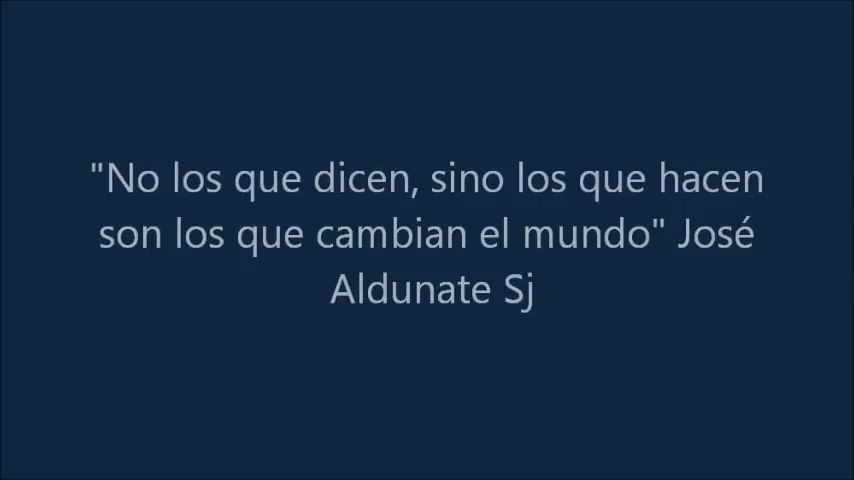 "No los que dicen, sino los que hacen
son los que cambian el mundo" José
Aldunate Sj